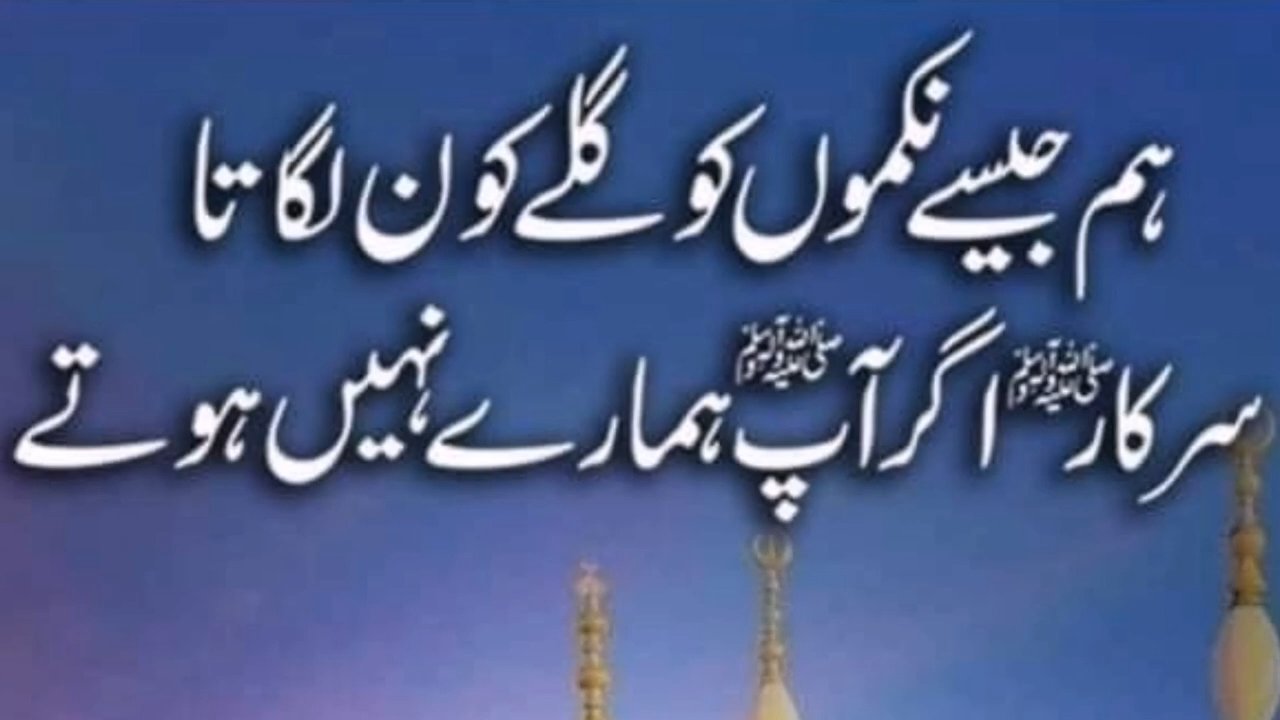 ہم جیسے نکموں کو گلے کون لگاتا
سرکار ﷺ اگر آپ ﷺ ہمارے نہیں ہوتے